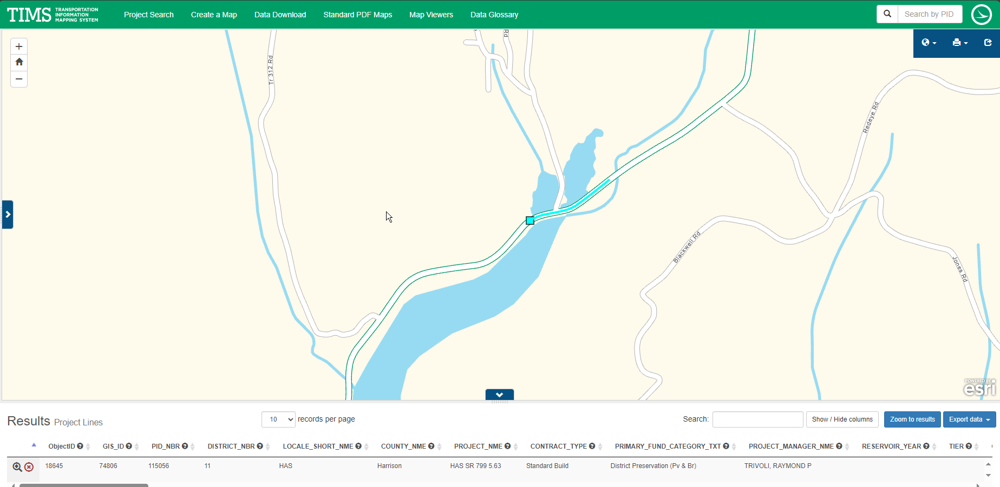 TIMS
TRANSPORTATION
INFORMATION
MAPPING SYSTEM
Project Search
Create a Map
Data Download
Standard PDF Maps
Map Viewers
Data Glossary
Search by PID
Rd
Tr 312 Rd
Redeye Rd
Blackwell Rd
Jones Rd
POWERED BY
esri
Results Project Lines
10 records per page
Search:
Show / Hide columns
Zoom to results
Export data
ObjectID GIS_ID PID_NBR DISTRICT_NBR LOCALE_SHORT_NME COUNTY_NME PROJECT_NME CONTRACT_TYPE PRIMARY_FUND_CATEGORY_TXT PROJECT_MANAGER_NME RESERVOIR_YEAR TIER
18645 74806 115056 11 HAS Harrison HAS SR 799 5.63 Standard Build District Preservation (Pv & Br) TRIVOLI, RAYMOND P